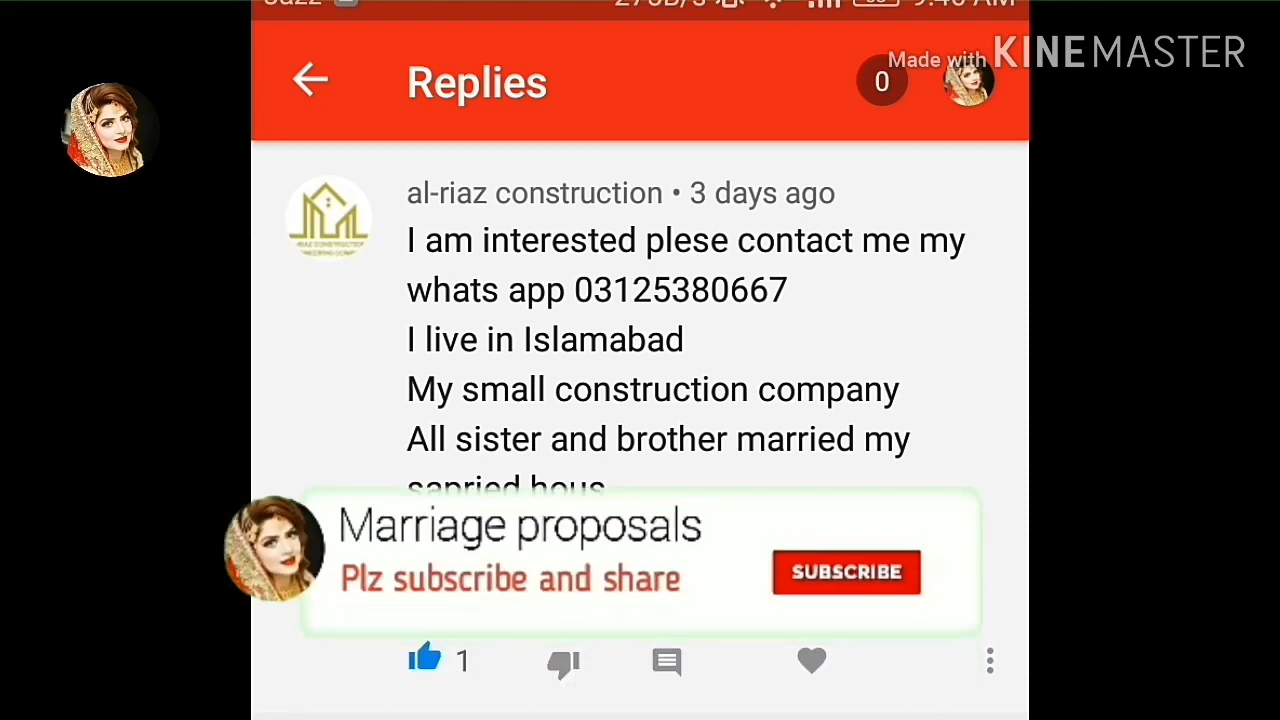 Made with KINEMASTER
Replies
0
al-riaz construction • 3 days ago
I am interested plese contact me my
whats app 03125380667
I live in Islamabad
My small construction company
All sister and brother married my
sapried hous
Marriage proposals
Plz subscribe and share
SUBSCRIBE
1